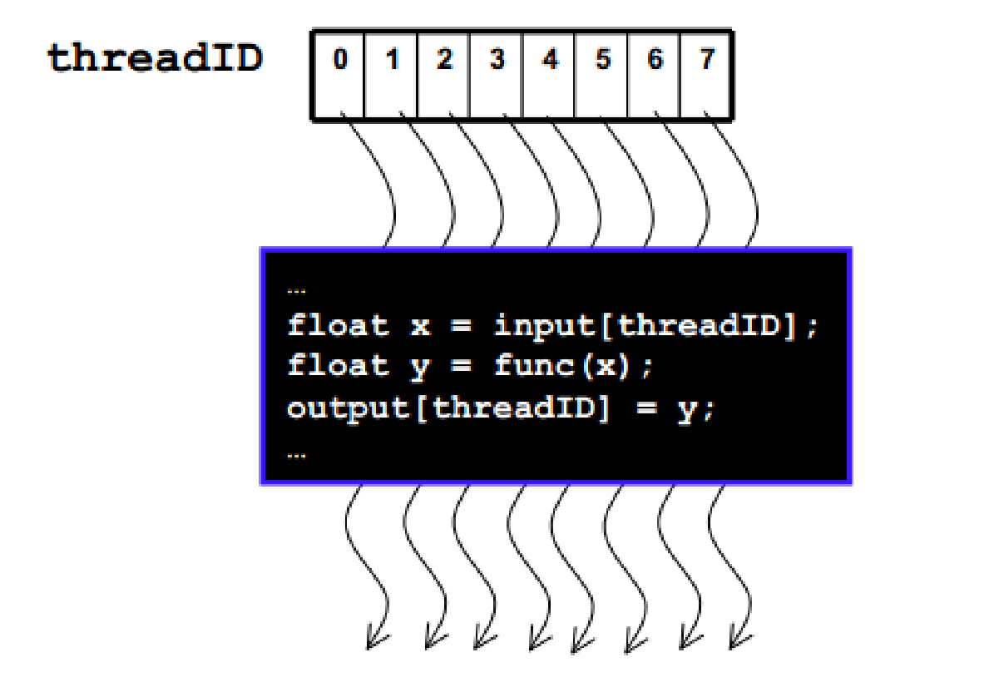 threadID 0 1 2 3 4 5 6 7
…
float x = input[threadID];
float y = func(x);
output[threadID] = y;
…